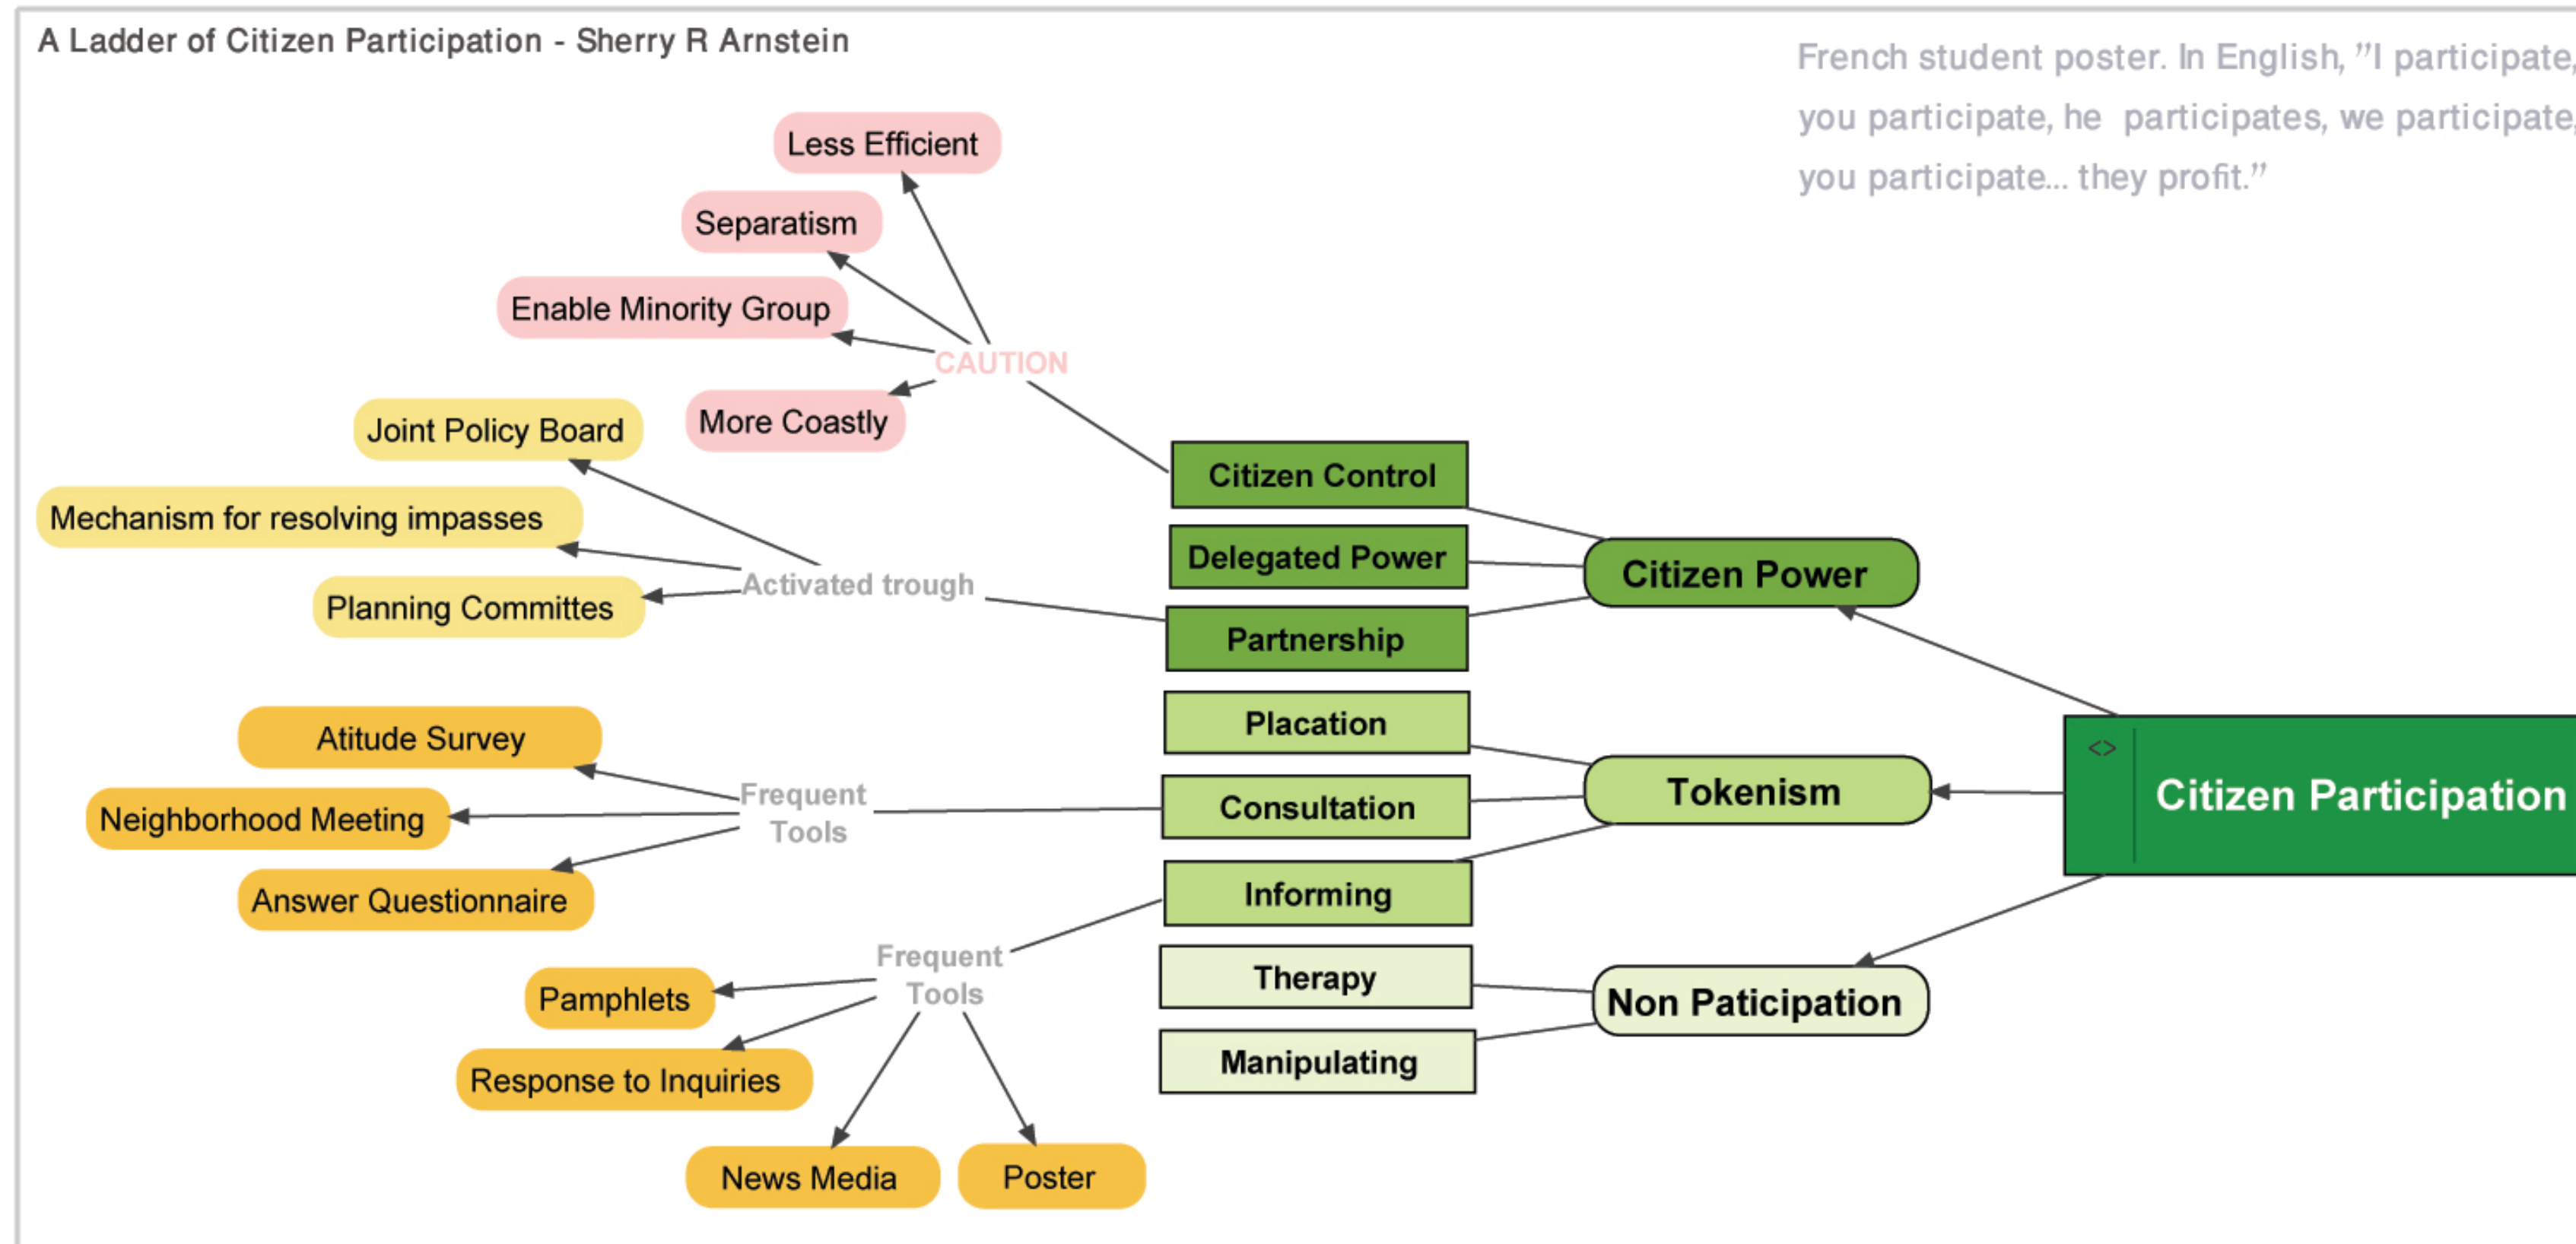 A Ladder of Citizen Participation - Sherry R Arnstein
French student poster. In English, ”I participate,
you participate, he participates, we participate,
you participate... they profit.”
Less Efficient
Separatism
Enable Minority Group
CAUTION
More Coastly
Joint Policy Board
Mechanism for resolving impasses
Activated trough
Planning Committes
Citizen Control
Delegated Power
Partnership
Citizen Power
Placation
Consultation
Informing
Tokenism
<>
Citizen Participation
Atitude Survey
Neighborhood Meeting
Answer Questionnaire
Frequent
Tools
Frequent
Tools
Pamphlets
Response to Inquiries
News Media
Poster
Therapy
Manipulating
Non Paticipation